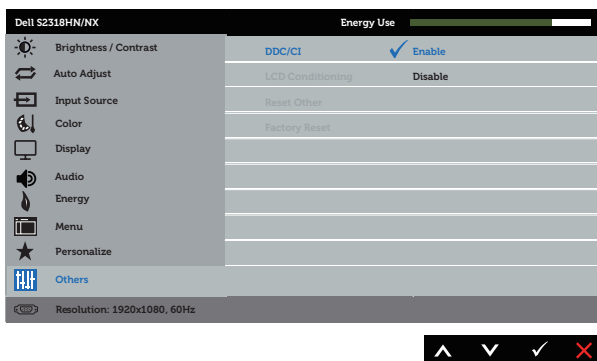 Dell S2318HN/NX Energy Use
Brightness / Contrast
DDC/CI Enable
Auto Adjust
LCD Conditioning Disable
Input Source
Reset Other
Color
Factory Reset
Display
Audio
Energy
Menu
Personalize
Others
Resolution: 1920x1080, 60Hz